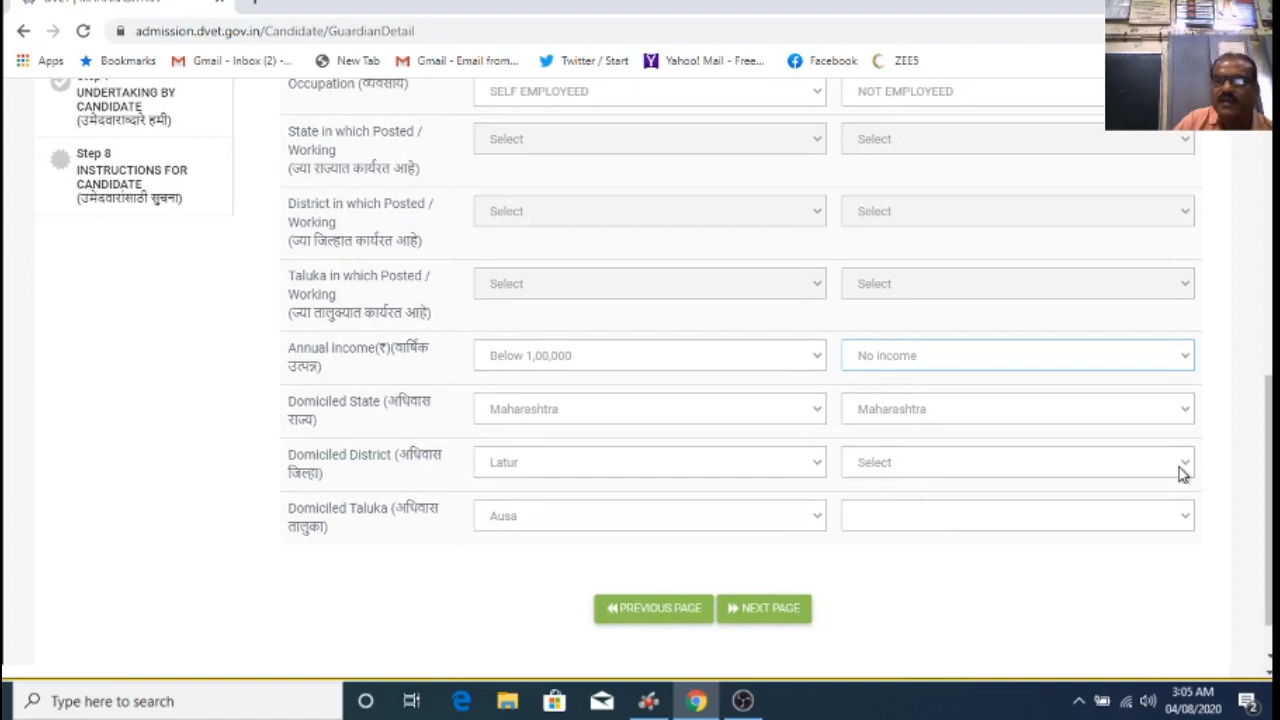 admission.dvet.gov.in/Candidate/GuardianDetail
Apps Bookmarks Gmail - Inbox (2) -... New Tab Gmail - Email from... Twitter / Start Yahoo! Mail - Free... Facebook ZEE5
UNDERTAKING BY
CANDIDATE
(उमेदवाराव्दारे हमी)
Step 8
INSTRUCTIONS FOR
CANDIDATE
(उमेदवारांसाठी सुचना)
Occupation (व्यवसाय) SELF EMPLOYEED NOT EMPLOYEED
State in which Posted /
Working
(ज्या राज्यात कार्यरत आहे)
Select Select
District in which Posted /
Working
(ज्या जिल्हात कार्यरत आहे)
Select Select
Taluka in which Posted /
Working
(ज्या तालुक्यात कार्यरत आहे)
Select Select
Annual Income(₹)(वार्षिक
उत्पन्न)
Below 1,00,000 No income
Domiciled State (अधिवास
राज्य)
Maharashtra Maharashtra
Domiciled District (अधिवास
जिल्हा)
Latur Select
Domiciled Taluka (अधिवास
तालुका)
Ausa
PREVIOUS PAGE NEXT PAGE
Type here to search
3:05 AM
04/08/2020
2